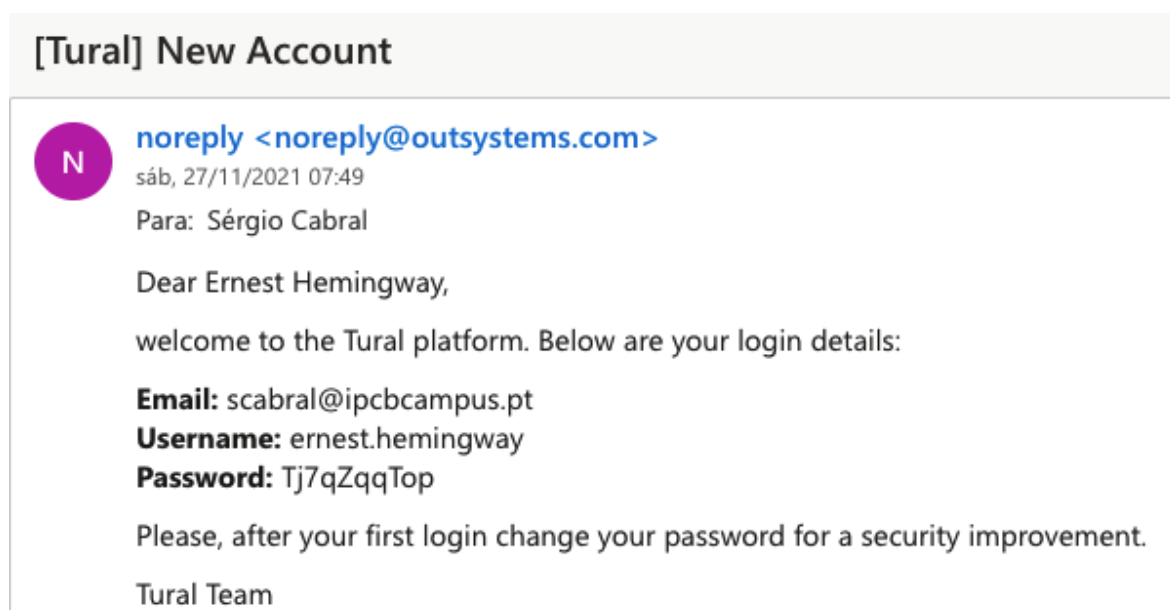 [Tural] New Account
N
noreply <noreply@outsystems.com>
sáb, 27/11/2021 07:49
Para: Sérgio Cabral
Dear Ernest Hemingway,
welcome to the Tural platform. Below are your login details:
Email: scabral@ipcbcampus.pt
Username: ernest.hemingway
Password: Tj7qZqqTop
Please, after your first login change your password for a security improvement.
Tural Team